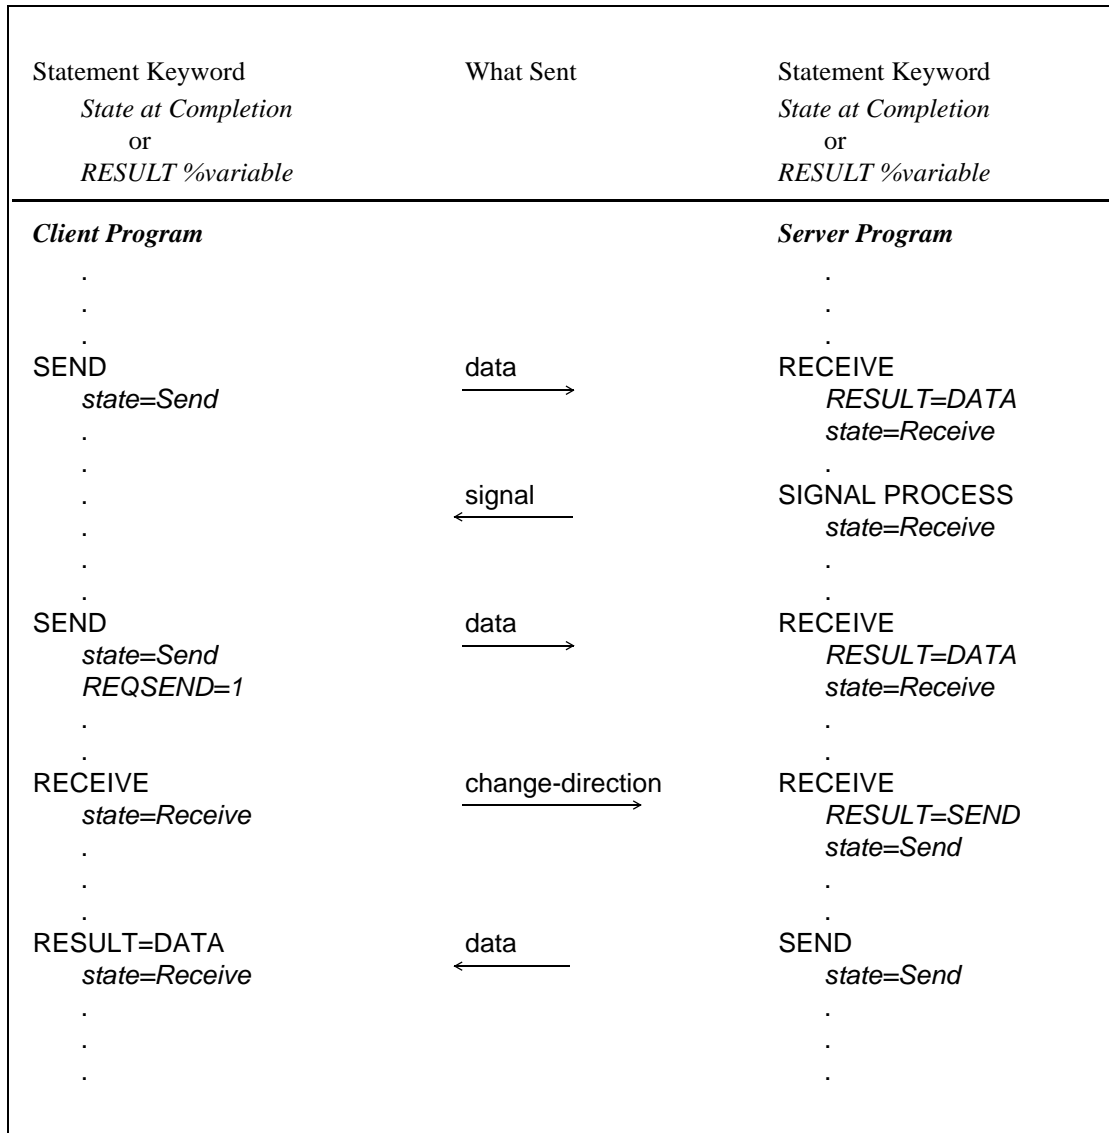 Statement Keyword What Sent Statement Keyword
State at Completion State at Completion
or or
RESULT %variable RESULT %variable
Client Program Server Program
. .
. .
. .
SEND data RECEIVE
state=Send RESULT=DATA
. state=Receive
. .
. signal SIGNAL PROCESS
. state=Receive
. .
. .
SEND data RECEIVE
state=Send RESULT=DATA
REQSEND=1 state=Receive
. .
. .
RECEIVE change-direction RECEIVE
state=Receive RESULT=SEND
. state=Send
. .
. .
RESULT=DATA data SEND
state=Receive state=Send
. .
. .
. .